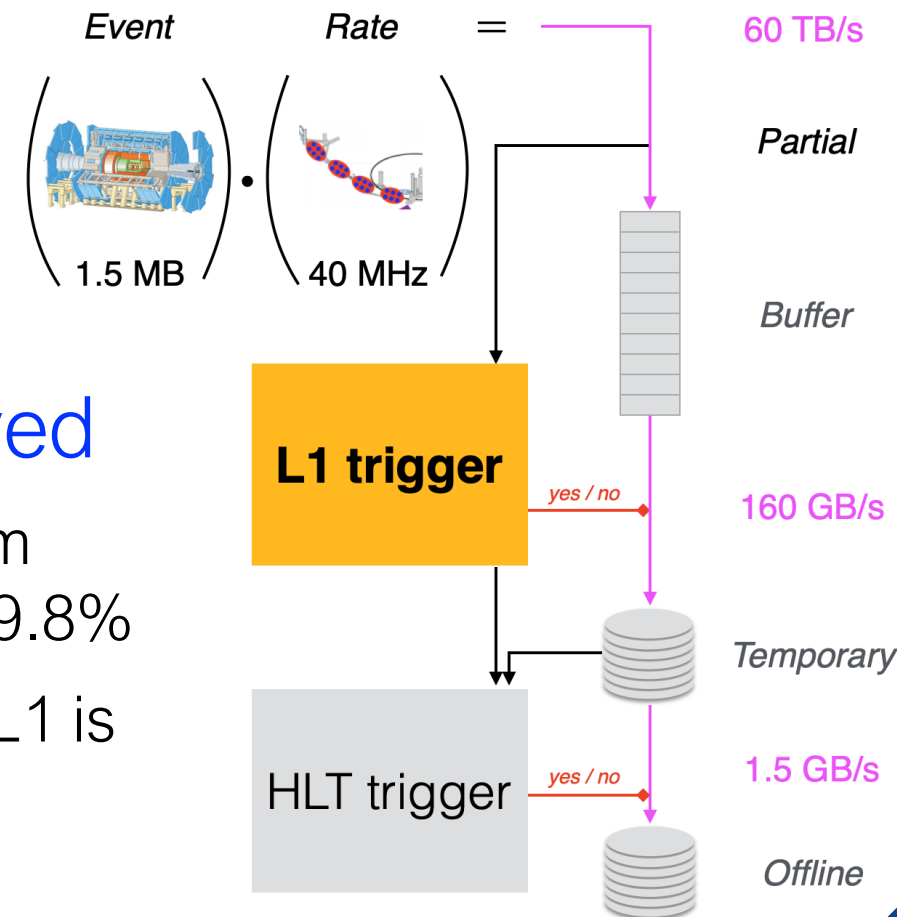 Event Rate = 60 TB/s
Partial
1.5 MB
40 MHz
Buffer
L1 trigger
yes / no
160 GB/s
9.8%
Temporary
L1 is
HLT trigger
yes / no
1.5 GB/s
Offline